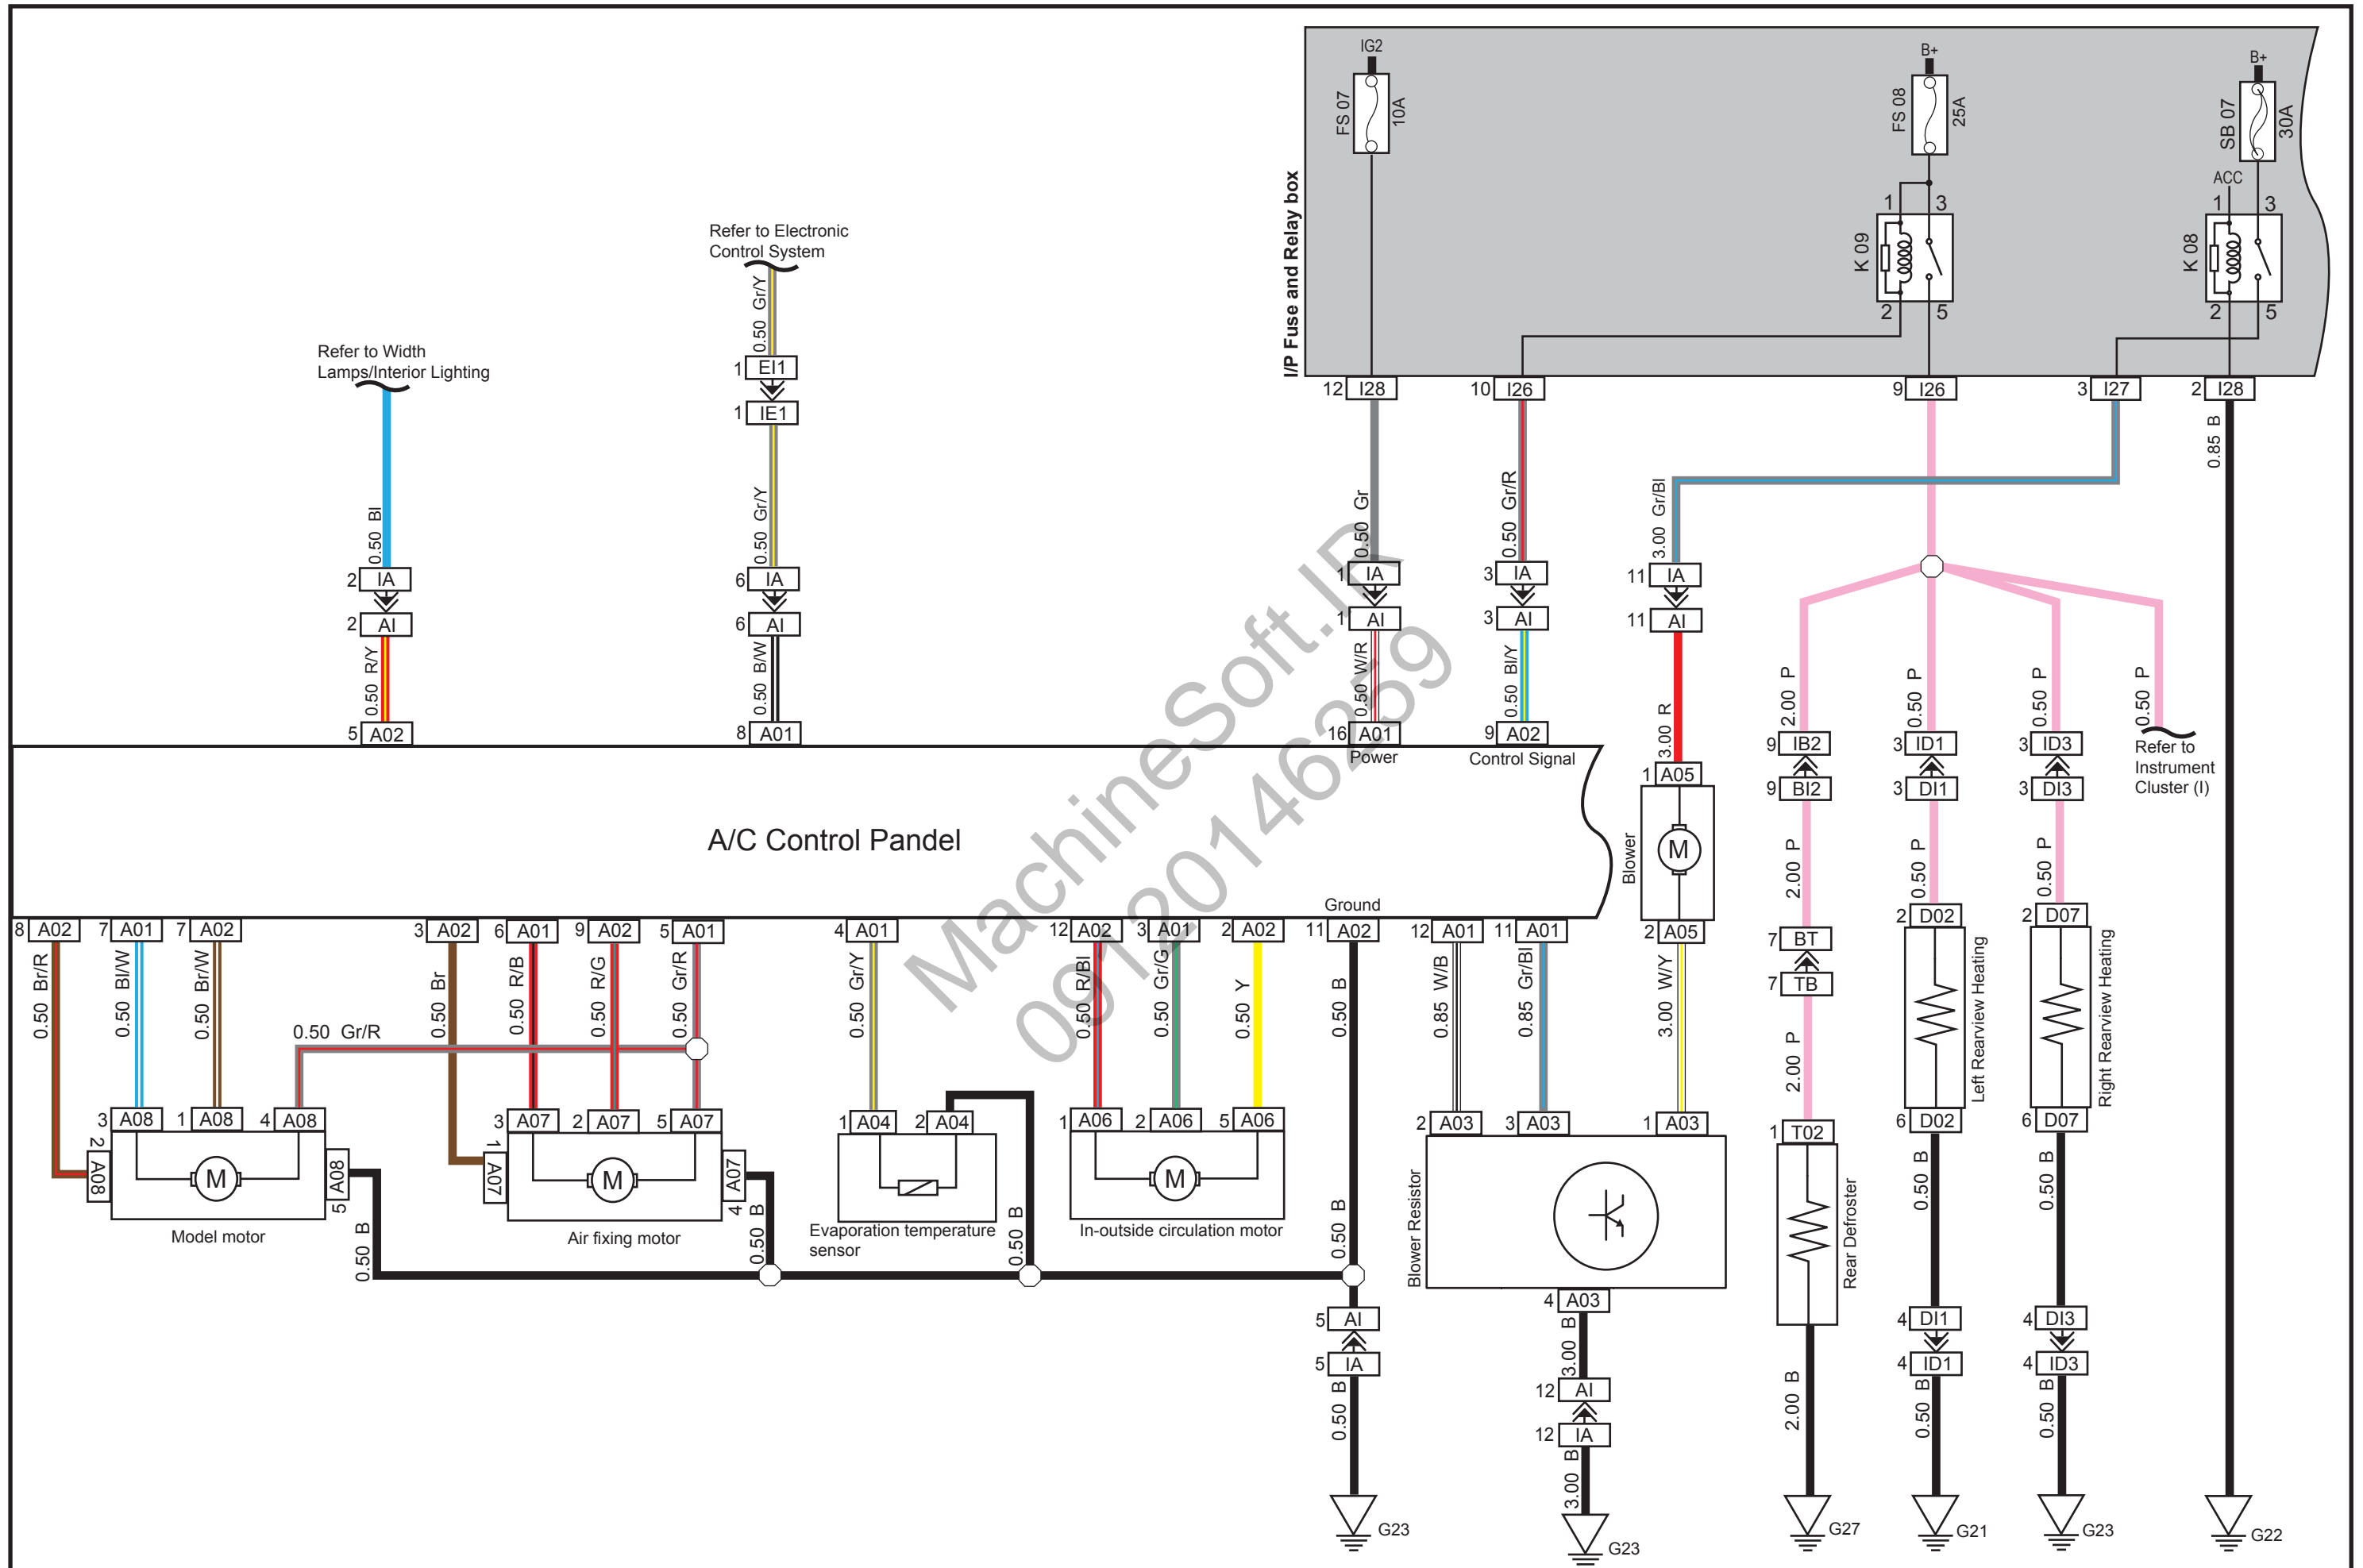 IG2
B+
B+
FS 07
10A
FS 08
25A
SB 07
30A
ACC
1
3
1
3
K 09
K 08
2
5
2
5
I/P Fuse and Relay box
Refer to Electronic
Control System
0.50 Gr/Y
1 EI1
1 IE1
0.50 Gr/Y
6 IA
6 AI
0.50 B/W
8 A01
Refer to Width
Lamps/Interior Lighting
0.50 Bl
2 IA
2 AI
0.50 R/Y
5 A02
12 I28
10 I26
9 I26
3 I27
2 I28
0.50 Gr
0.50 Gr/R
3.00 Gr/Bl
0.85 B
1 IA
3 IA
11 IA
1 AI
3 AI
11 AI
0.50 W/R
0.50 Bl/Y
3.00 R
2.00 P
0.50 P
0.50 P
0.50 P
16 A01
9 A02
Power
Control Signal
1 A05
9 IB2
3 ID1
3 ID3
Refer to
Instrument
Cluster (I)
9 BI2
3 DI1
3 DI3
A/C Control Pandel
Blower
M
2.00 P
0.50 P
0.50 P
Ground
8 A02
7 A01
7 A02
3 A02
6 A01
9 A02
5 A01
4 A01
12 A02
3 A01
2 A02
11 A02
12 A01
11 A01
2 A05
7 BT
7 TB
2 D02
2 D07
0.50 Br/R
0.50 Bl/W
0.50 Br/W
0.50 Br
0.50 R/B
0.50 R/G
0.50 Gr/R
0.50 Gr/Y
0.50 R/Bl
0.50 Gr/G
0.50 Y
0.50 B
0.85 W/B
0.85 Gr/Bl
3.00 W/Y
2.00 P
Left Rearview Heating
Right Rearview Heating
0.50 Gr/R
3 A08
1 A08
4 A08
3 A07
2 A07
5 A07
1 A04
2 A04
1 A06
2 A06
5 A06
2 A03
3 A03
1 A03
1 T02
6 D02
6 D07
2 A08
M
A08 5
1 A07
M
A07 4
M
Model motor
Air fixing motor
Evaporation temperature
sensor
In-outside circulation motor
Blower Resistor
Rear Defroster
0.50 B
0.50 B
0.50 B
0.50 B
0.50 B
0.50 B
4 A03
5 AI
5 IA
3.00 B
12 AI
12 IA
4 DI1
4 DI3
4 ID1
4 ID3
0.50 B
3.00 B
2.00 B
0.50 B
0.50 B
G23
G23
G27
G21
G23
G22
MachineSoft.IR
09120146259